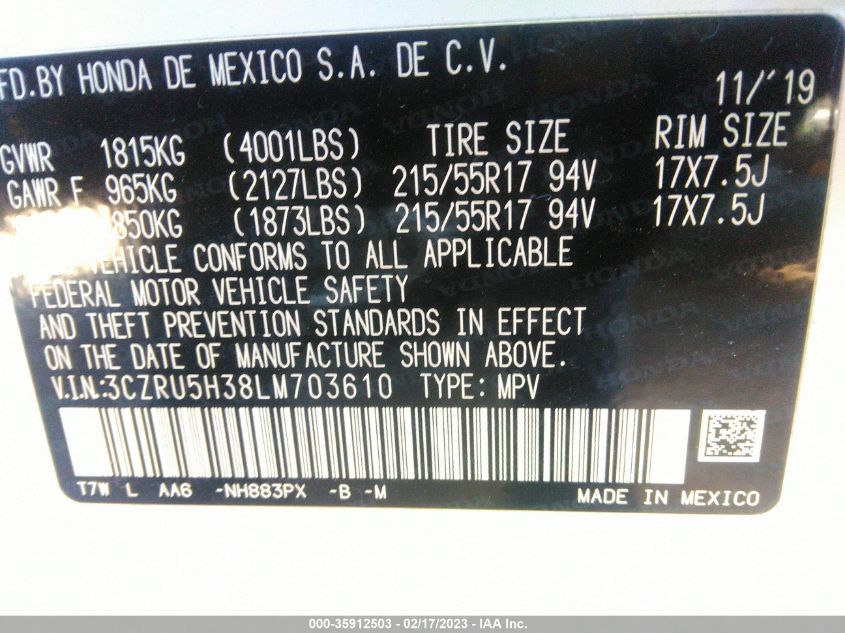 FD.BY HONDA DE MEXICO S.A. DE C.V.
11/'19
GVWR 1815KG (4001LBS) TIRE SIZE RIM SIZE
GAWR F 965KG (2127LBS) 215/55R17 94V 17X7.5J
850KG (1873LBS) 215/55R17 94V 17X7.5J
VEHICLE CONFORMS TO ALL APPLICABLE
FEDERAL MOTOR VEHICLE SAFETY
AND THEFT PREVENTION STANDARDS IN EFFECT
ON THE DATE OF MANUFACTURE SHOWN ABOVE.
V.I.N.:3CZRU5H38LM703610 TYPE: MPV
T7W L AA6 -NH883PX -B -M
MADE IN MEXICO
000-35912503 - 02/17/2023 - IAA Inc.